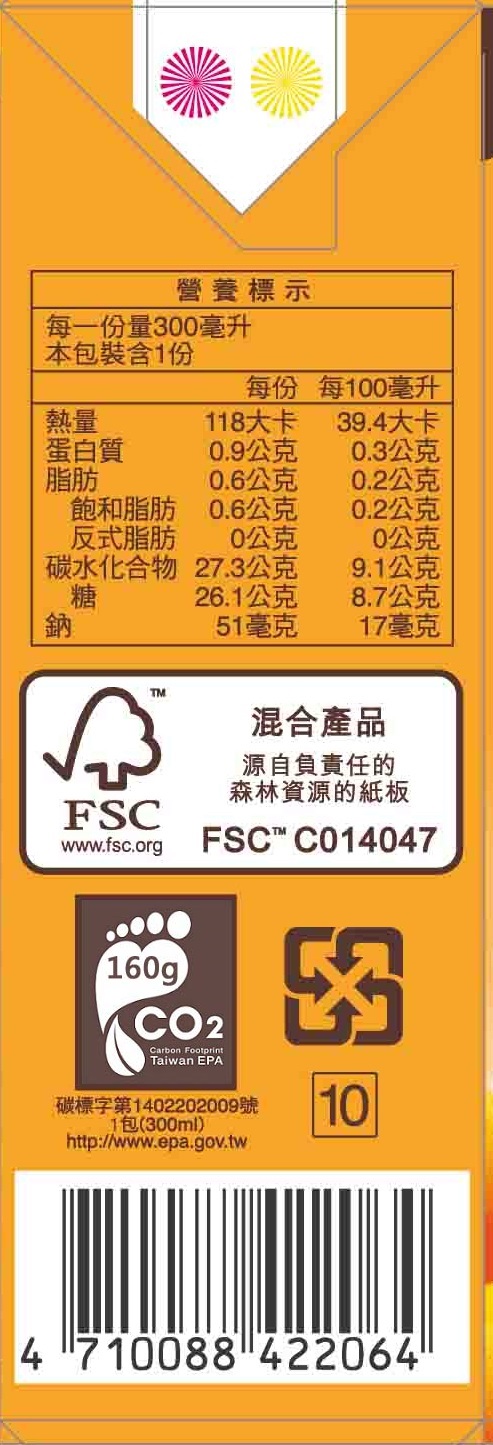 營養標示
每一份量300毫升
本包裝含1份
每份 每100毫升
熱量 118大卡 39.4大卡
蛋白質 0.9公克 0.3公克
脂肪 0.6公克 0.2公克
飽和脂肪 0.6公克 0.2公克
反式脂肪 0公克 0公克
碳水化合物 27.3公克 9.1公克
糖 26.1公克 8.7公克
鈉 51毫克 17毫克
TM
FSC
www.fsc.org
混合產品
源自負責任的
森林資源的紙板
FSC™ C014047
160g
CO2
Carbon Footprint
Taiwan EPA
碳標字第1402202009號
1包(300ml)
http://www.epa.gov.tw
10
4 710088 422064